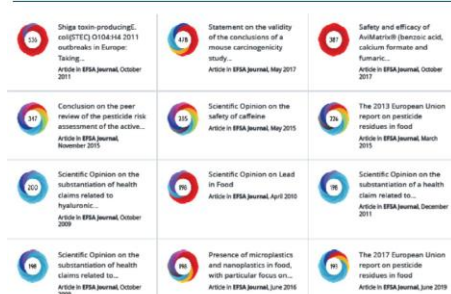 Shiga toxin-producingE.
coli(STEC) O104:H4 2011
outbreaks in Europe:
Taking...
Article in EFSA Journal, October
2011
478
Statement on the validity
of the conclusions of a
mouse carcinogenicity
study...
Article in EFSA Journal, May 2017
387
Safety and efficacy of
AviMatrix® (benzoic acid,
calcium formate and
fumaric...
Article in EFSA Journal, October
2017
Conclusion on the peer
review of the pesticide risk
assessment of the active...
Article in EFSA Journal,
November 2015
Scientific Opinion on the
safety of caffeine
Article in EFSA Journal, May 2015
The 2013 European Union
report on pesticide
residues in food
Article in EFSA Journal, March
2015
200
Scientific Opinion on the
substantiation of health
claims related to
hyaluronic...
Article in EFSA Journal, October
2009
Scientific Opinion on Lead
in Food
Article in EFSA Journal, April 2010
198
Scientific Opinion on the
substantiation of a health
claim related to...
Article in EFSA Journal, December
2011
198
Scientific Opinion on the
substantiation of health
claims related to...
Article in EFSA Journal, October
Presence of microplastics
and nanoplastics in food,
with particular focus on...
Article in EFSA Journal, June 2016
The 2017 European Union
report on pesticide
residues in food
Article in EFSA Journal, June 2019